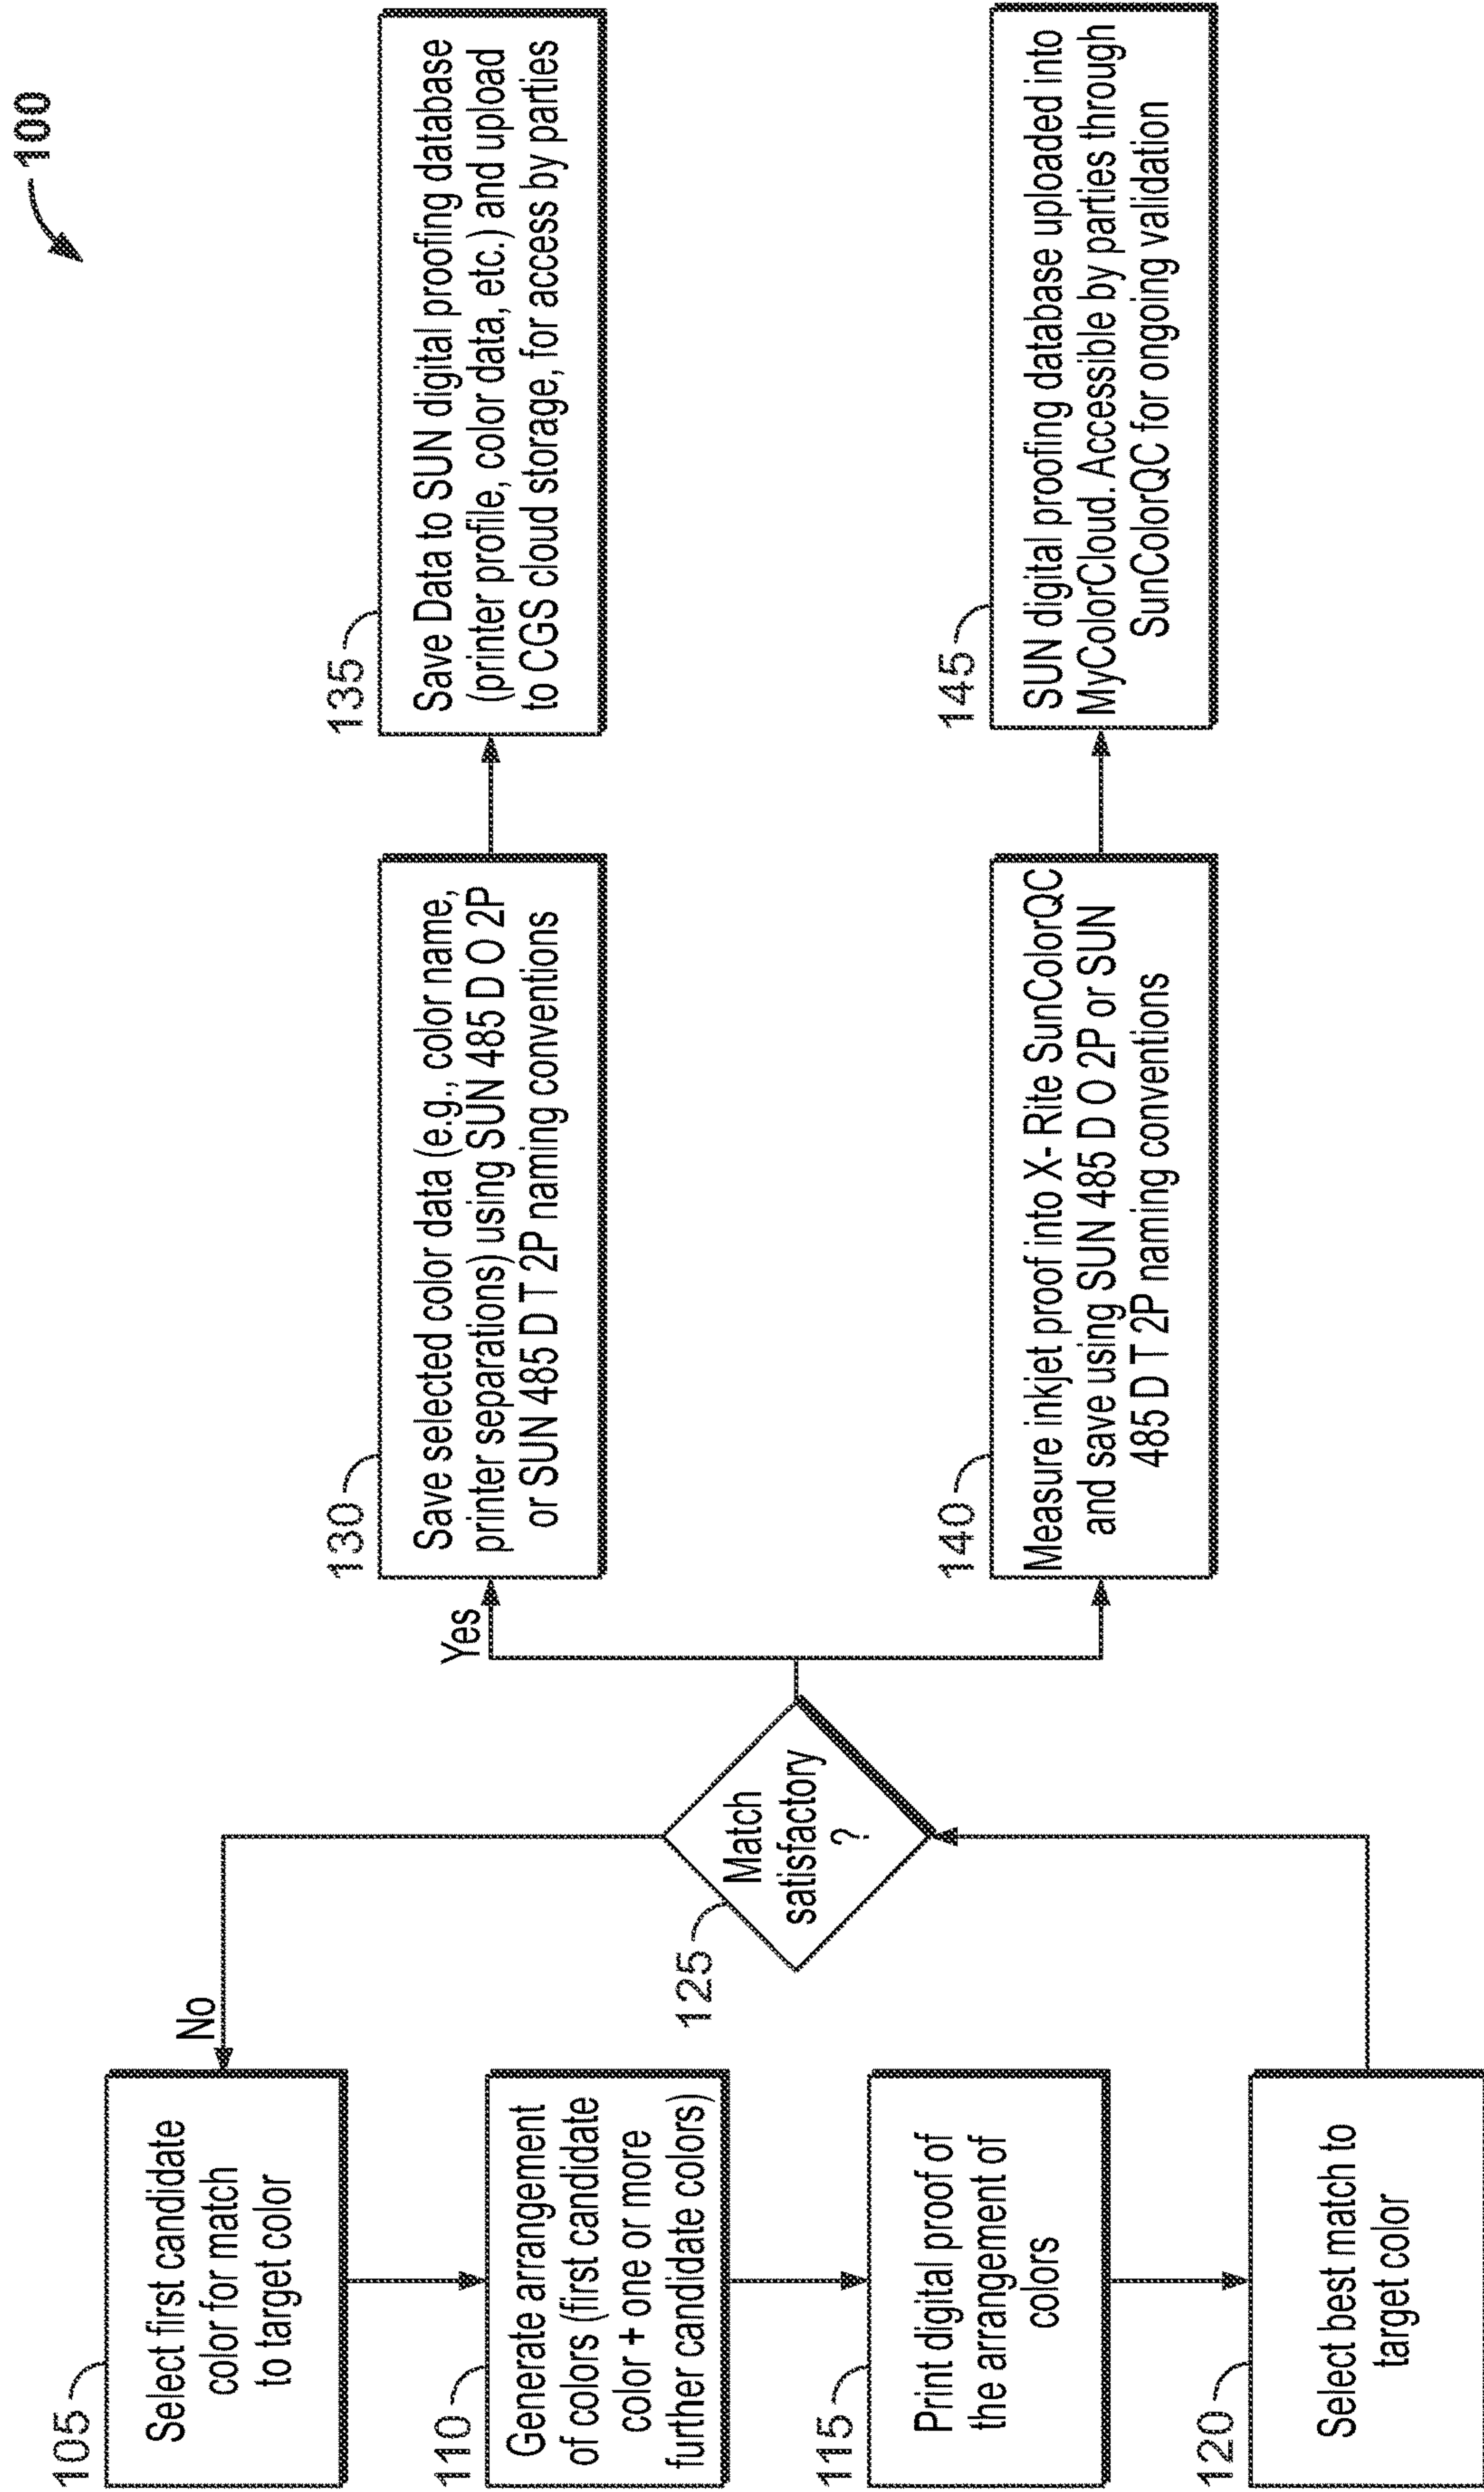 100
105
Select first candidate
color for match
to target color
110
Generate arrangement
of colors (first candidate
color + one or more
further candidate colors)
115
Print digital proof of
the arrangement of
colors
120
Select best match to
target color
125
Match
satisfactory
?
No
Yes
130
Save selected color data (e.g., color name,
printer separations) using SUN 485 D O 2P
or SUN 485 D T 2P naming conventions
135
Save Data to SUN digital proofing database
(printer profile, color data, etc.) and upload
to CGS cloud storage, for access by parties
140
Measure inkjet proof into X- Rite SunColorQC
and save using SUN 485 D O 2P or SUN
485 D T 2P naming conventions
145
SUN digital proofing database uploaded into
MyColorCloud. Accessible by parties through
SunColorQC for ongoing validation